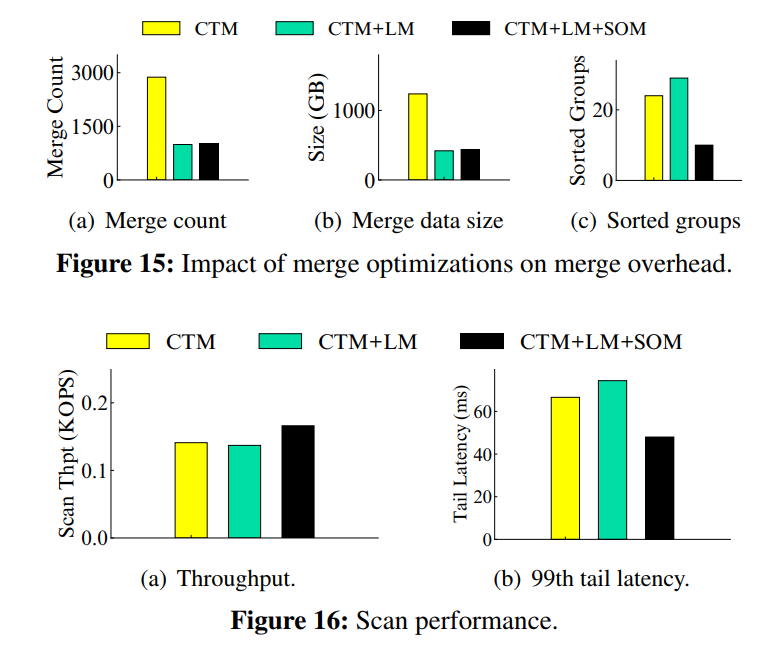 CTM CTM+LM CTM+LM+SOM
Merge Count
3000
1500
0
(a) Merge count
Size (GB)
1000
0
(b) Merge data size
Sorted Groups
20
0
(c) Sorted groups
Figure 15: Impact of merge optimizations on merge overhead.
CTM CTM+LM CTM+LM+SOM
Scan Thpt (KOPS)
0.2
0.1
0.0
(a) Throughput.
Tail Latency (ms)
60
40
20
0
(b) 99th tail latency.
Figure 16: Scan performance.